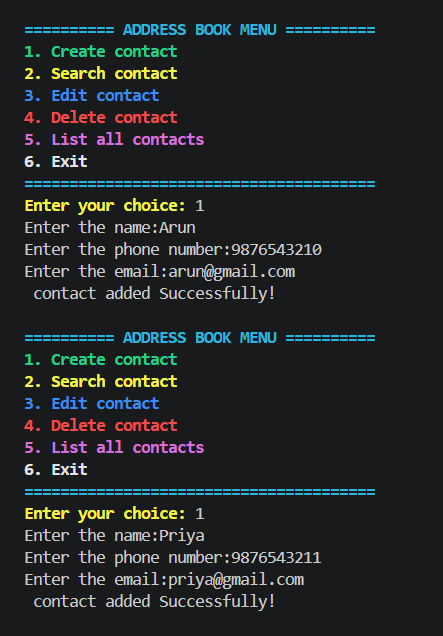 ========== ADDRESS BOOK MENU ==========
1. Create contact
2. Search contact
3. Edit contact
4. Delete contact
5. List all contacts
6. Exit
=======================================
Enter your choice: 1
Enter the name:Arun
Enter the phone number:9876543210
Enter the email:arun@gmail.com
 contact added Successfully!

========== ADDRESS BOOK MENU ==========
1. Create contact
2. Search contact
3. Edit contact
4. Delete contact
5. List all contacts
6. Exit
=======================================
Enter your choice: 1
Enter the name:Priya
Enter the phone number:9876543211
Enter the email:priya@gmail.com
 contact added Successfully!